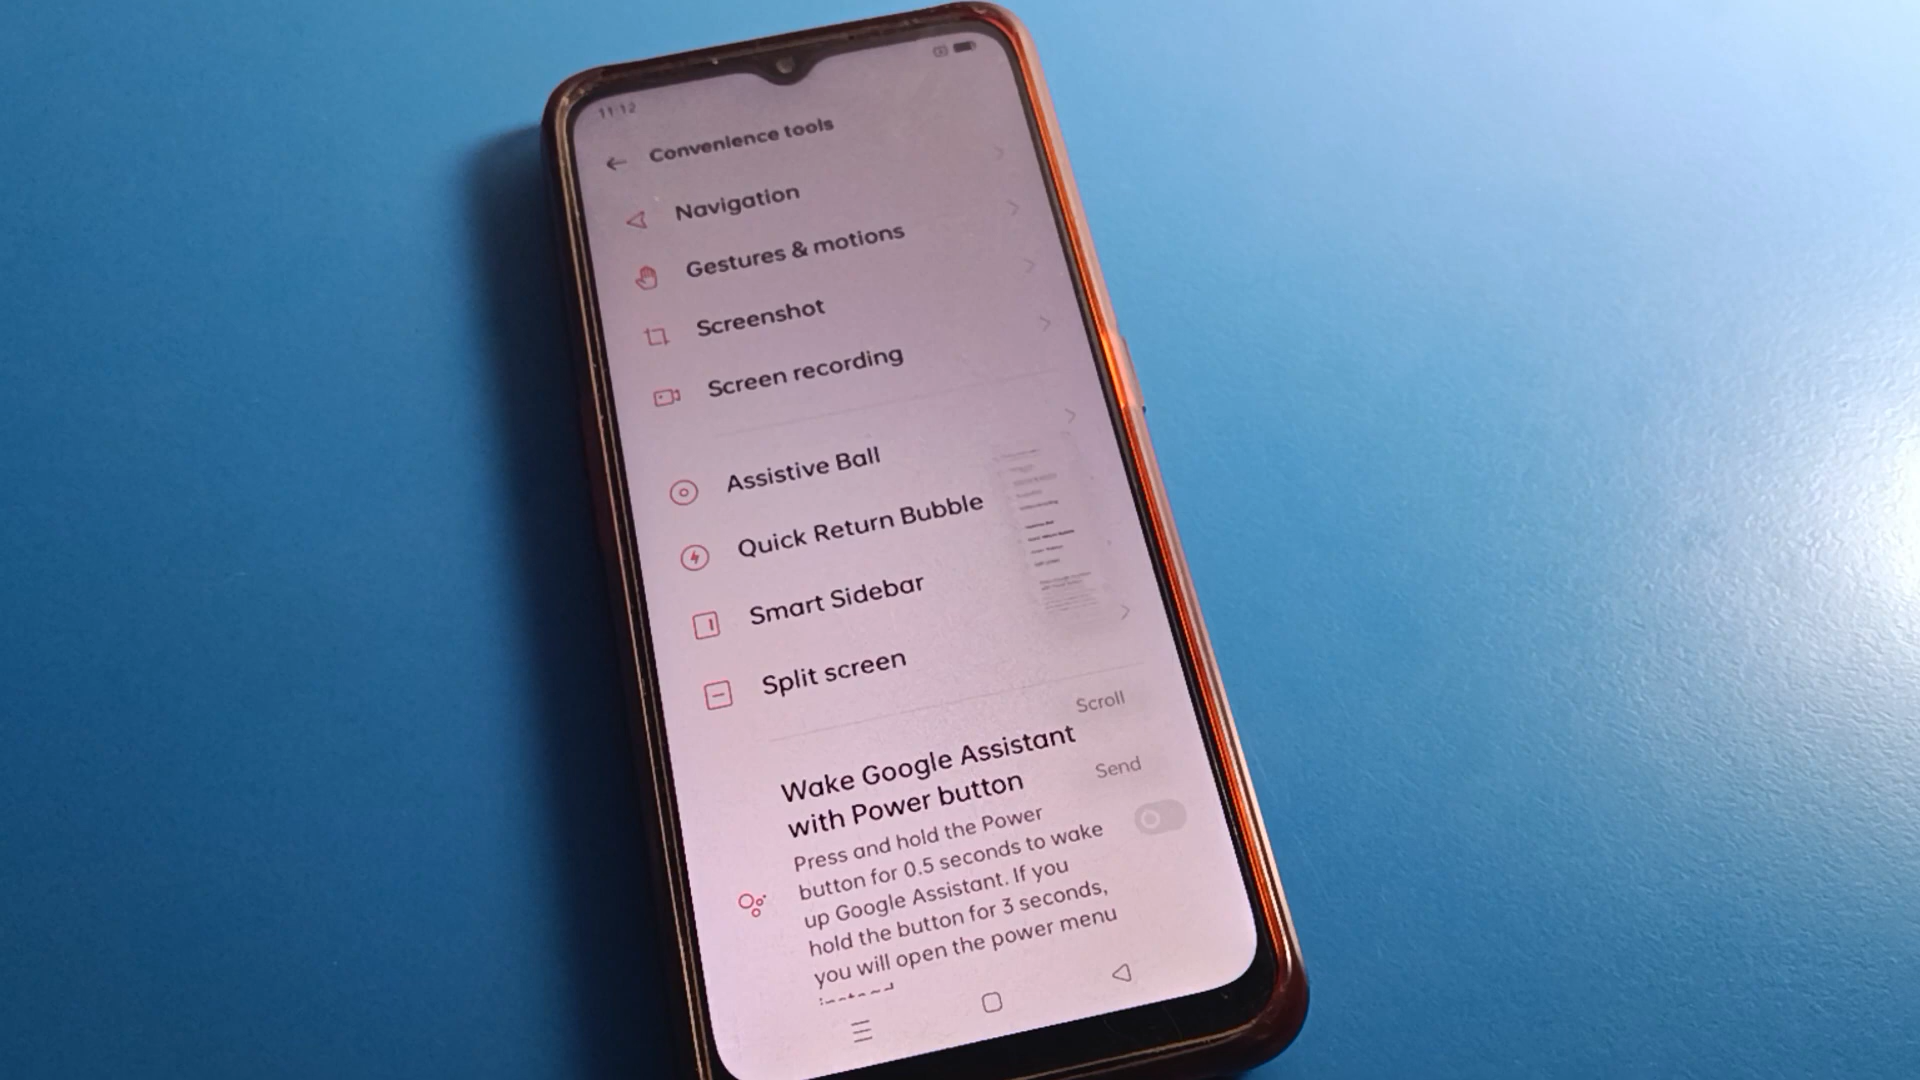 11:12
Convenience tools
Navigation
Gestures & motions
Screenshot
Screen recording
Assistive Ball
Quick Return Bubble
Smart Sidebar
Split screen
Scroll
Wake Google Assistant
with Power button
Send
Press and hold the Power
button for 0.5 seconds to wake
up Google Assistant. If you
hold the button for 3 seconds,
you will open the power menu